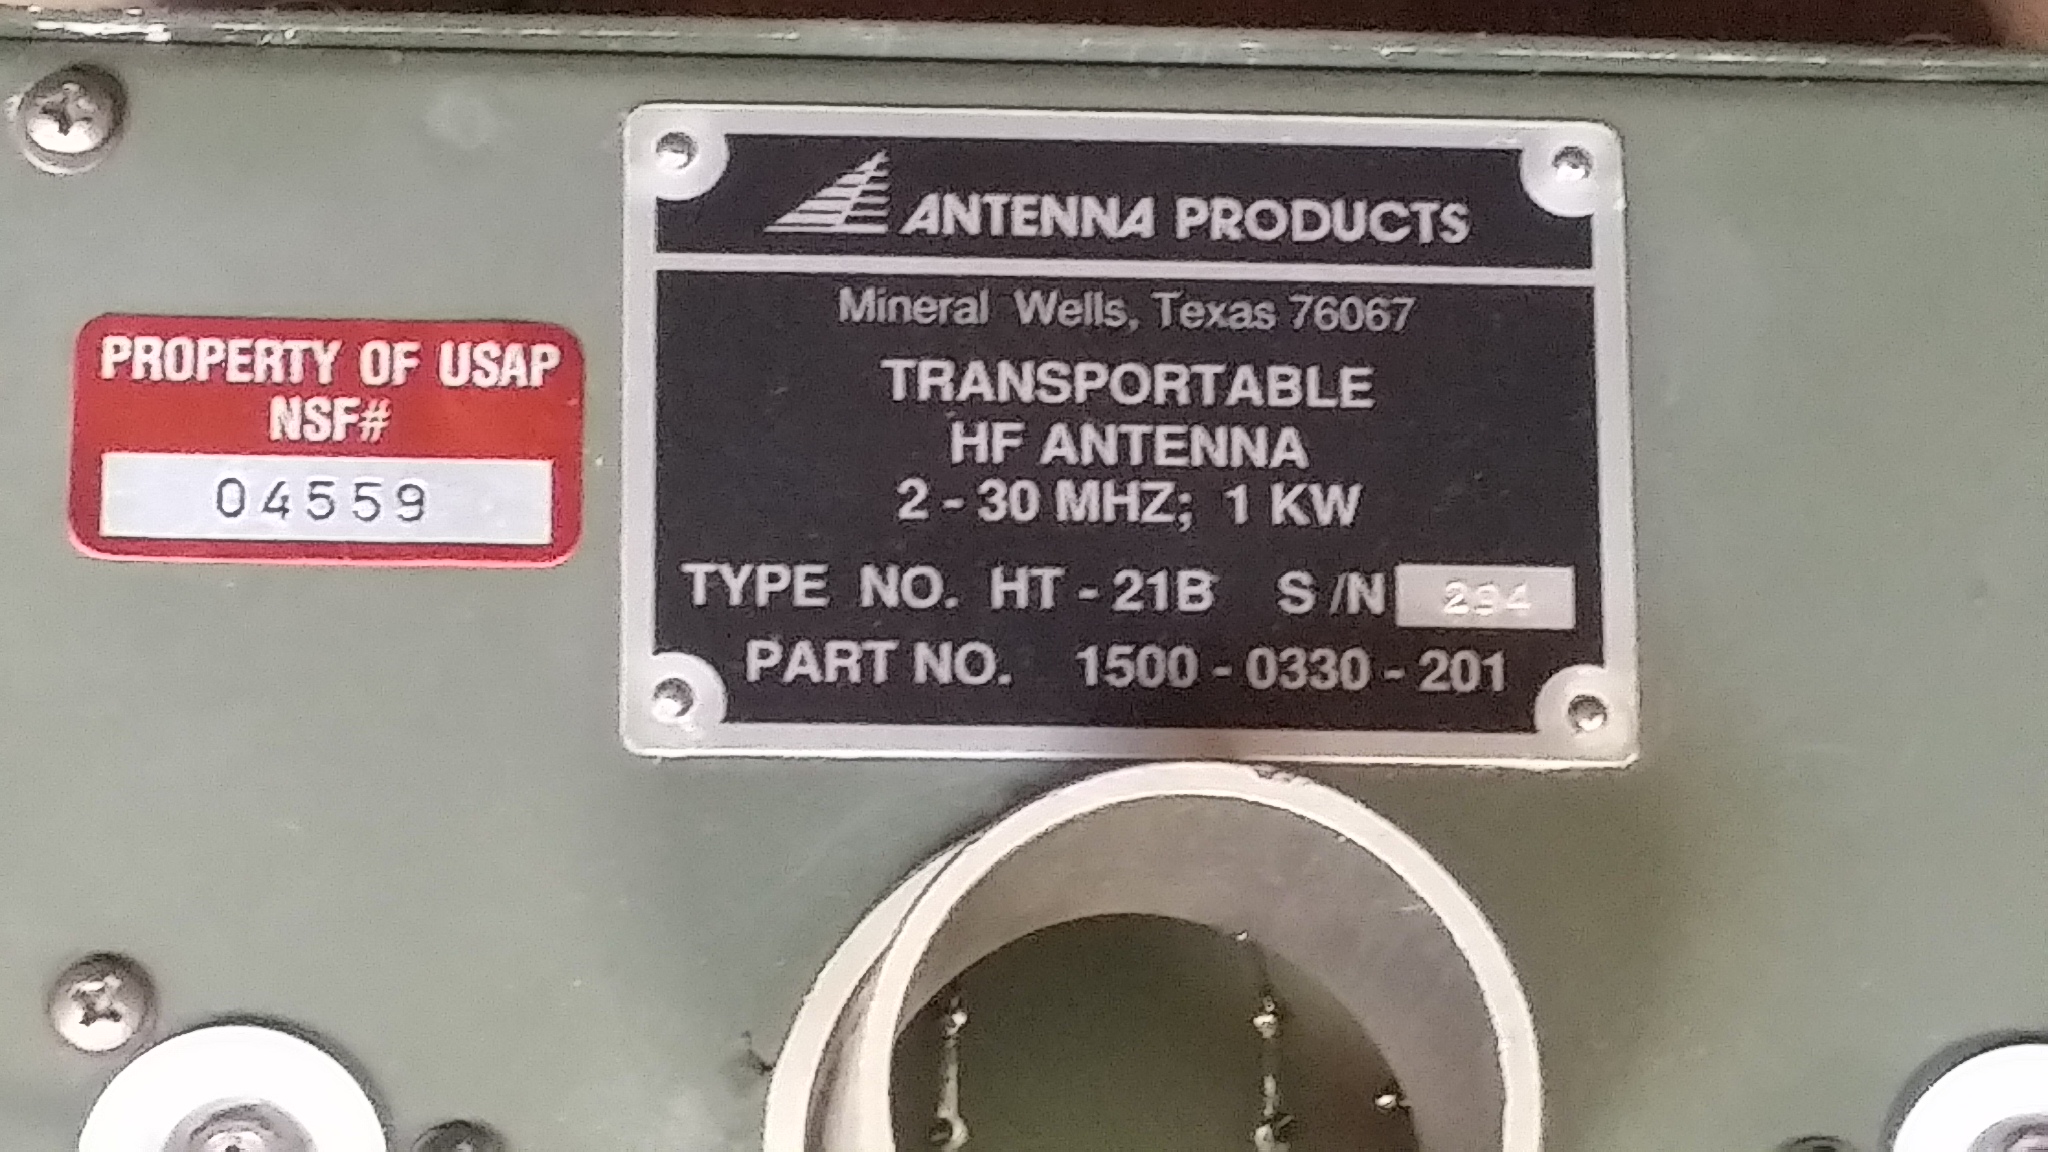 PROPERTY OF USAP
NSF#
04559
ANTENNA PRODUCTS
Mineral Wells, Texas 76067
TRANSPORTABLE
HF ANTENNA
2 - 30 MHZ; 1 KW
TYPE NO. HT - 21B S/N 294
PART NO. 1500 - 0330 - 201